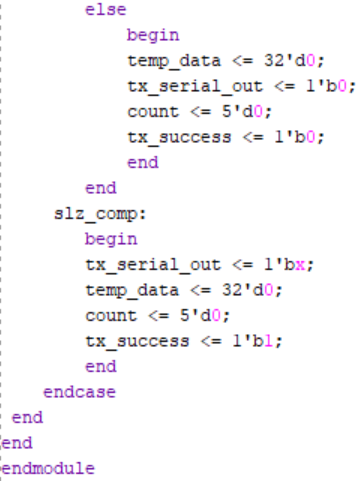 else
begin
temp_data <= 32'd0;
tx_serial_out <= 1'b0;
count <= 5'd0;
tx_success <= 1'b0;
end
end
slz_comp:
begin
tx_serial_out <= 1'bx;
temp_data <= 32'd0;
count <= 5'd0;
tx_success <= 1'b1;
end
endcase
end
end
endmodule